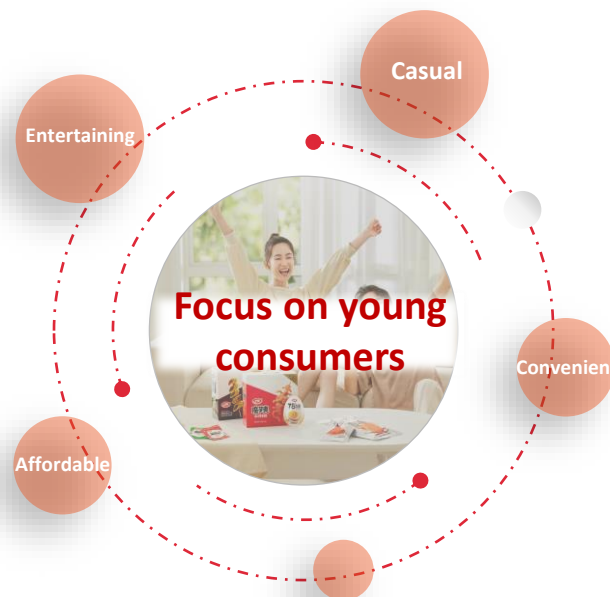 Casual
Entertaining
Focus on young
consumers
Convenien
Affordable